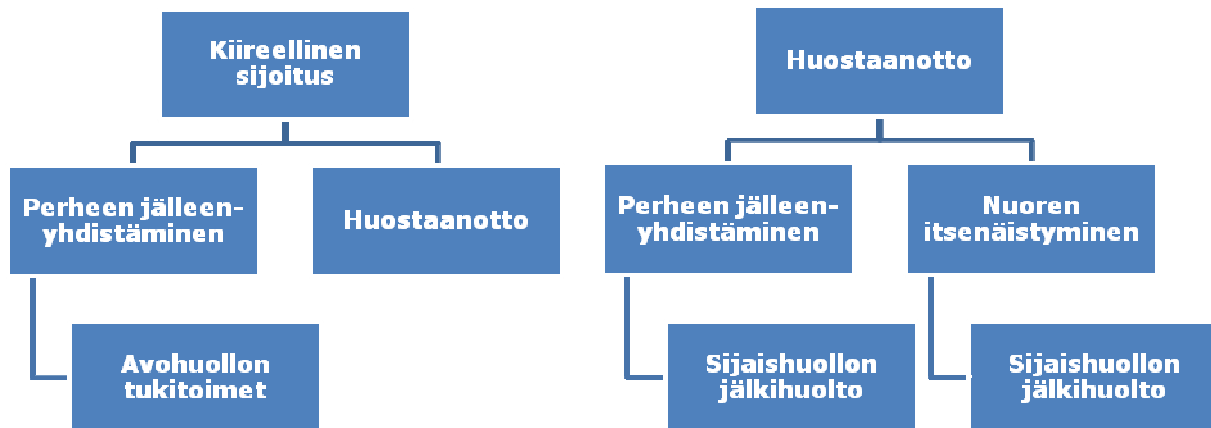 Kiireellinen
sijoitus
Perheen jälleen-
yhdistäminen
Huostaanotto
Avohuollon
tukitoimet
Huostaanotto
Perheen jälleen-
yhdistäminen
Nuoren
itsenäistyminen
Sijaishuollon
jälkihuolto
Sijaishuollon
jälkihuolto